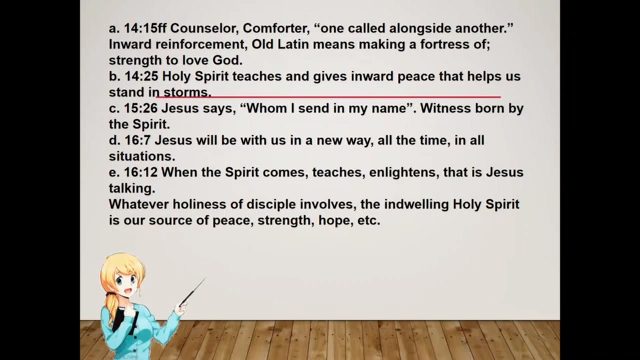 a. 14:15ff Counselor, Comforter, “one called alongside another.”
Inward reinforcement, Old Latin means making a fortress of;
strength to love God.
b. 14:25 Holy Spirit teaches and gives inward peace that helps us
stand in storms.
c. 15:26 Jesus says, “Whom I send in my name”. Witness born by
the Spirit.
d. 16:7 Jesus will be with us in a new way, all the time, in all
situations.
e. 16:12 When the Spirit comes, teaches, enlightens, that is Jesus
talking.
Whatever holiness of disciple involves, the indwelling Holy Spirit
is our source of peace, strength, hope, etc.